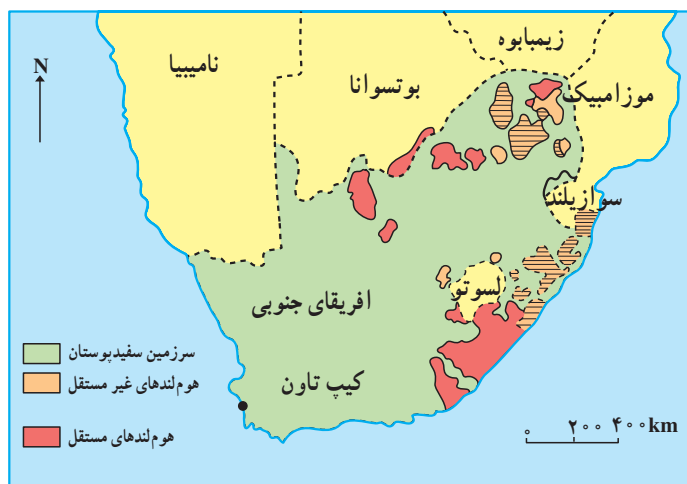 زیمبابوه
نامیبیا
بوتسوانا
موزامبیک
N
سوازیلند
لسوتو
افریقای جنوبی
کیپ تاون
سرزمین سفیدپوستان
هوم‌لندهای غیر مستقل
هوم‌لندهای مستقل
۰ ۲۰۰ ۴۰۰km